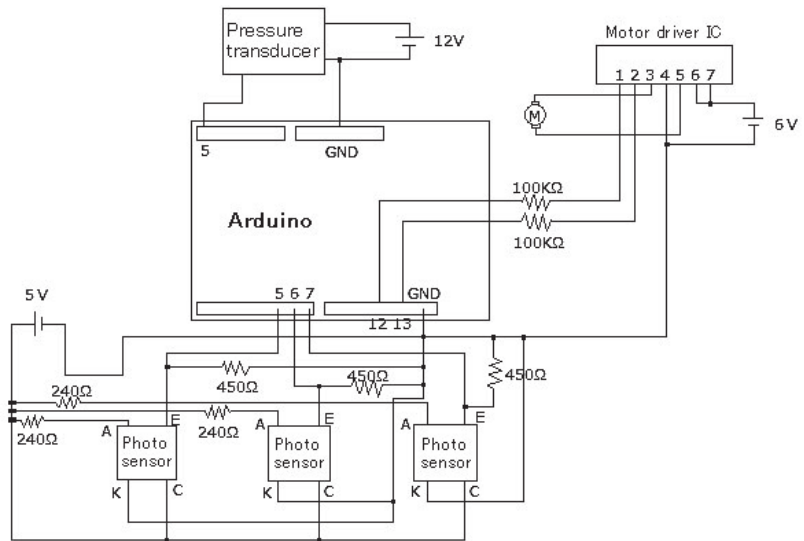 Pressure
transducer
12V
Motor driver IC
1 2 3 4 5 6 7
M
6V
5
GND
100KΩ
Arduino
100KΩ
5V
5 6 7
GND
12 13
450Ω
450Ω
450Ω
240Ω
240Ω
240Ω
A
E
A
E
A
E
Photo
sensor
Photo
sensor
Photo
sensor
K
C
K
C
K
C